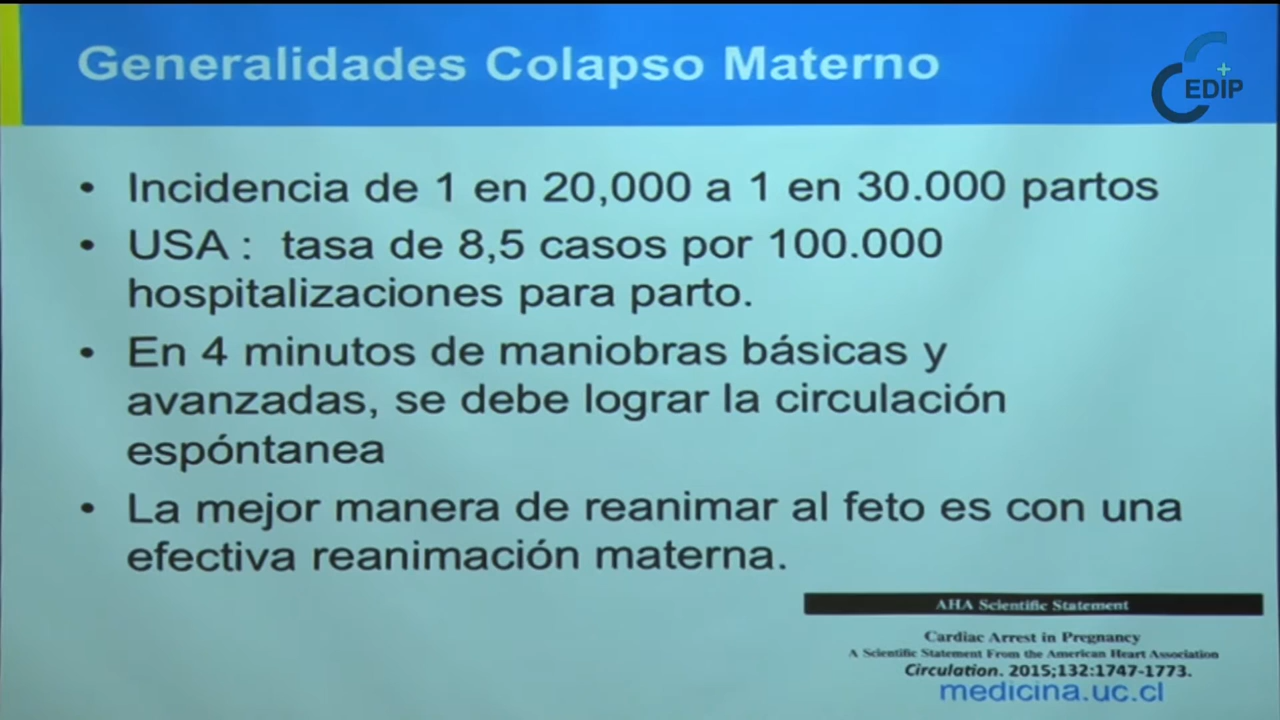 Generalidades Colapso Materno
EDIP
• Incidencia de 1 en 20,000 a 1 en 30.000 partos
• USA : tasa de 8,5 casos por 100.000
hospitalizaciones para parto.
• En 4 minutos de maniobras básicas y
avanzadas, se debe lograr la circulación
espóntanea
• La mejor manera de reanimar al feto es con una
efectiva reanimación materna.
AHA Scientific Statement
Cardiac Arrest in Pregnancy
A Scientific Statement From the American Heart Association
Circulation. 2015;132:1747-1773.
medicina.uc.cl